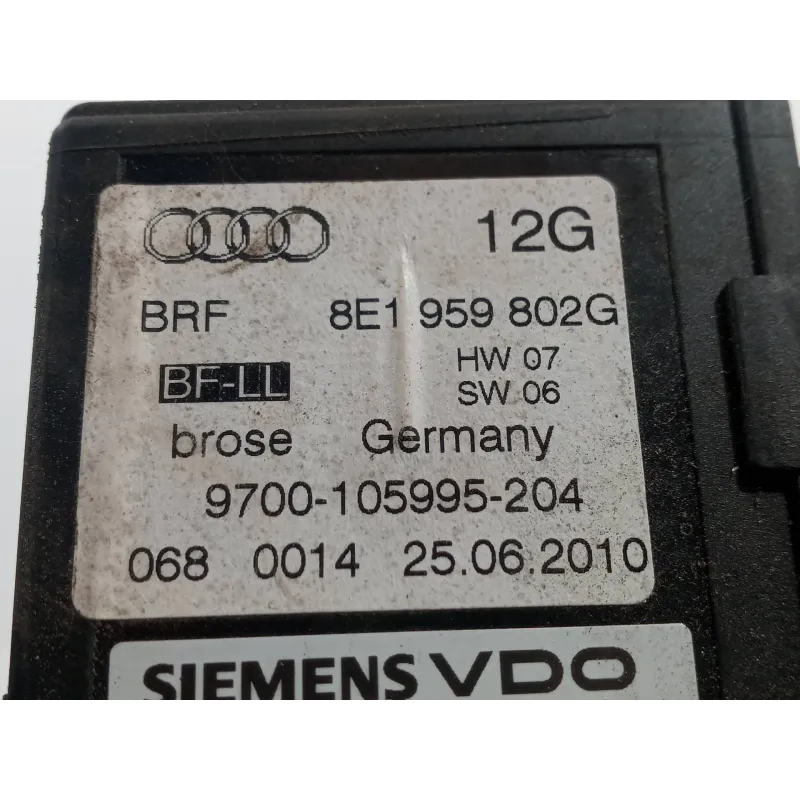 12G
BRF 8E1 959 802G
HW 07
BF-LL
SW 06
brose Germany
9700-105995-204
068 0014 25.06.2010
SIEMENS VDO